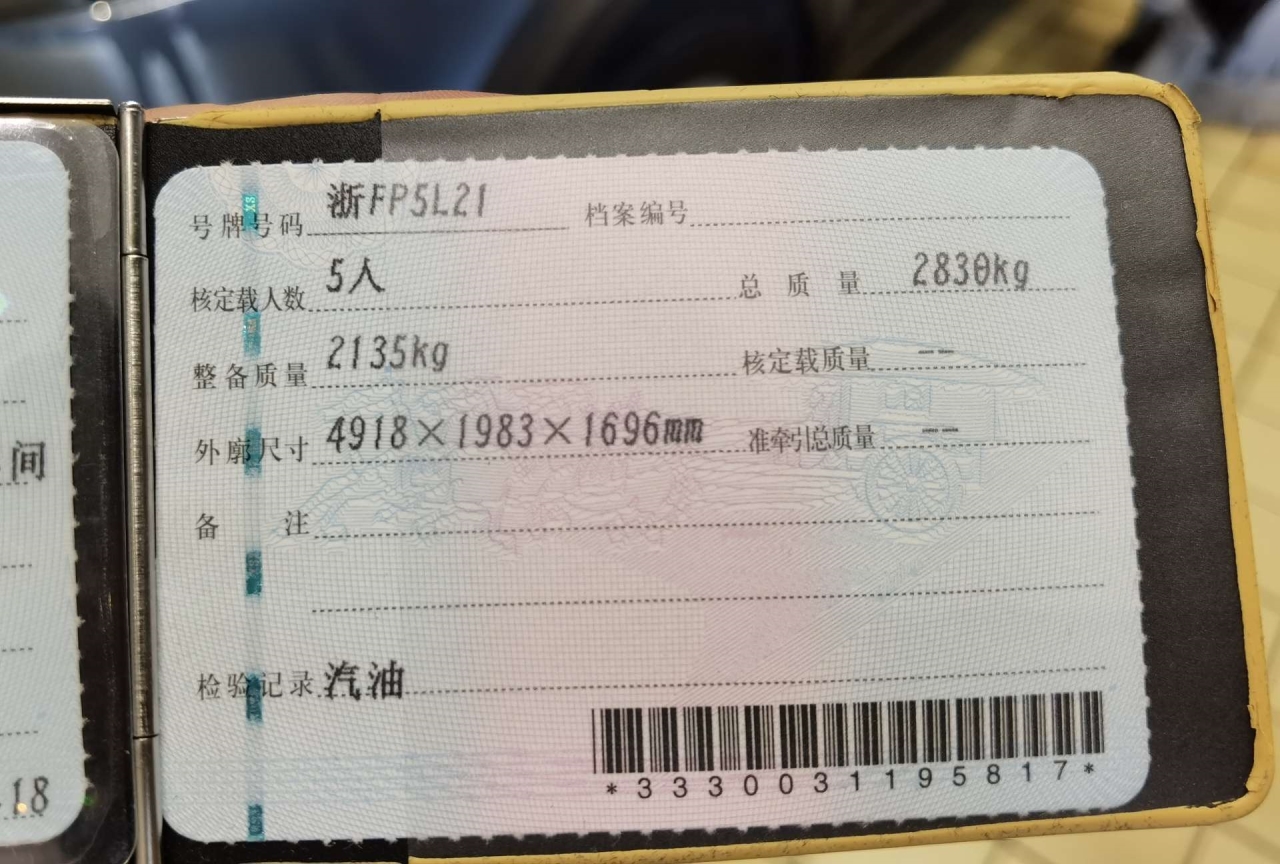 号牌号码 浙FP5L21 档案编号
核定载人数 5人 总质量 2830kg
整备质量 2135kg 核定载质量 --
外廓尺寸 4918×1983×1696mm 准牵引总质量 --
备注
检验记录 汽油
*3330031195817*
间
18